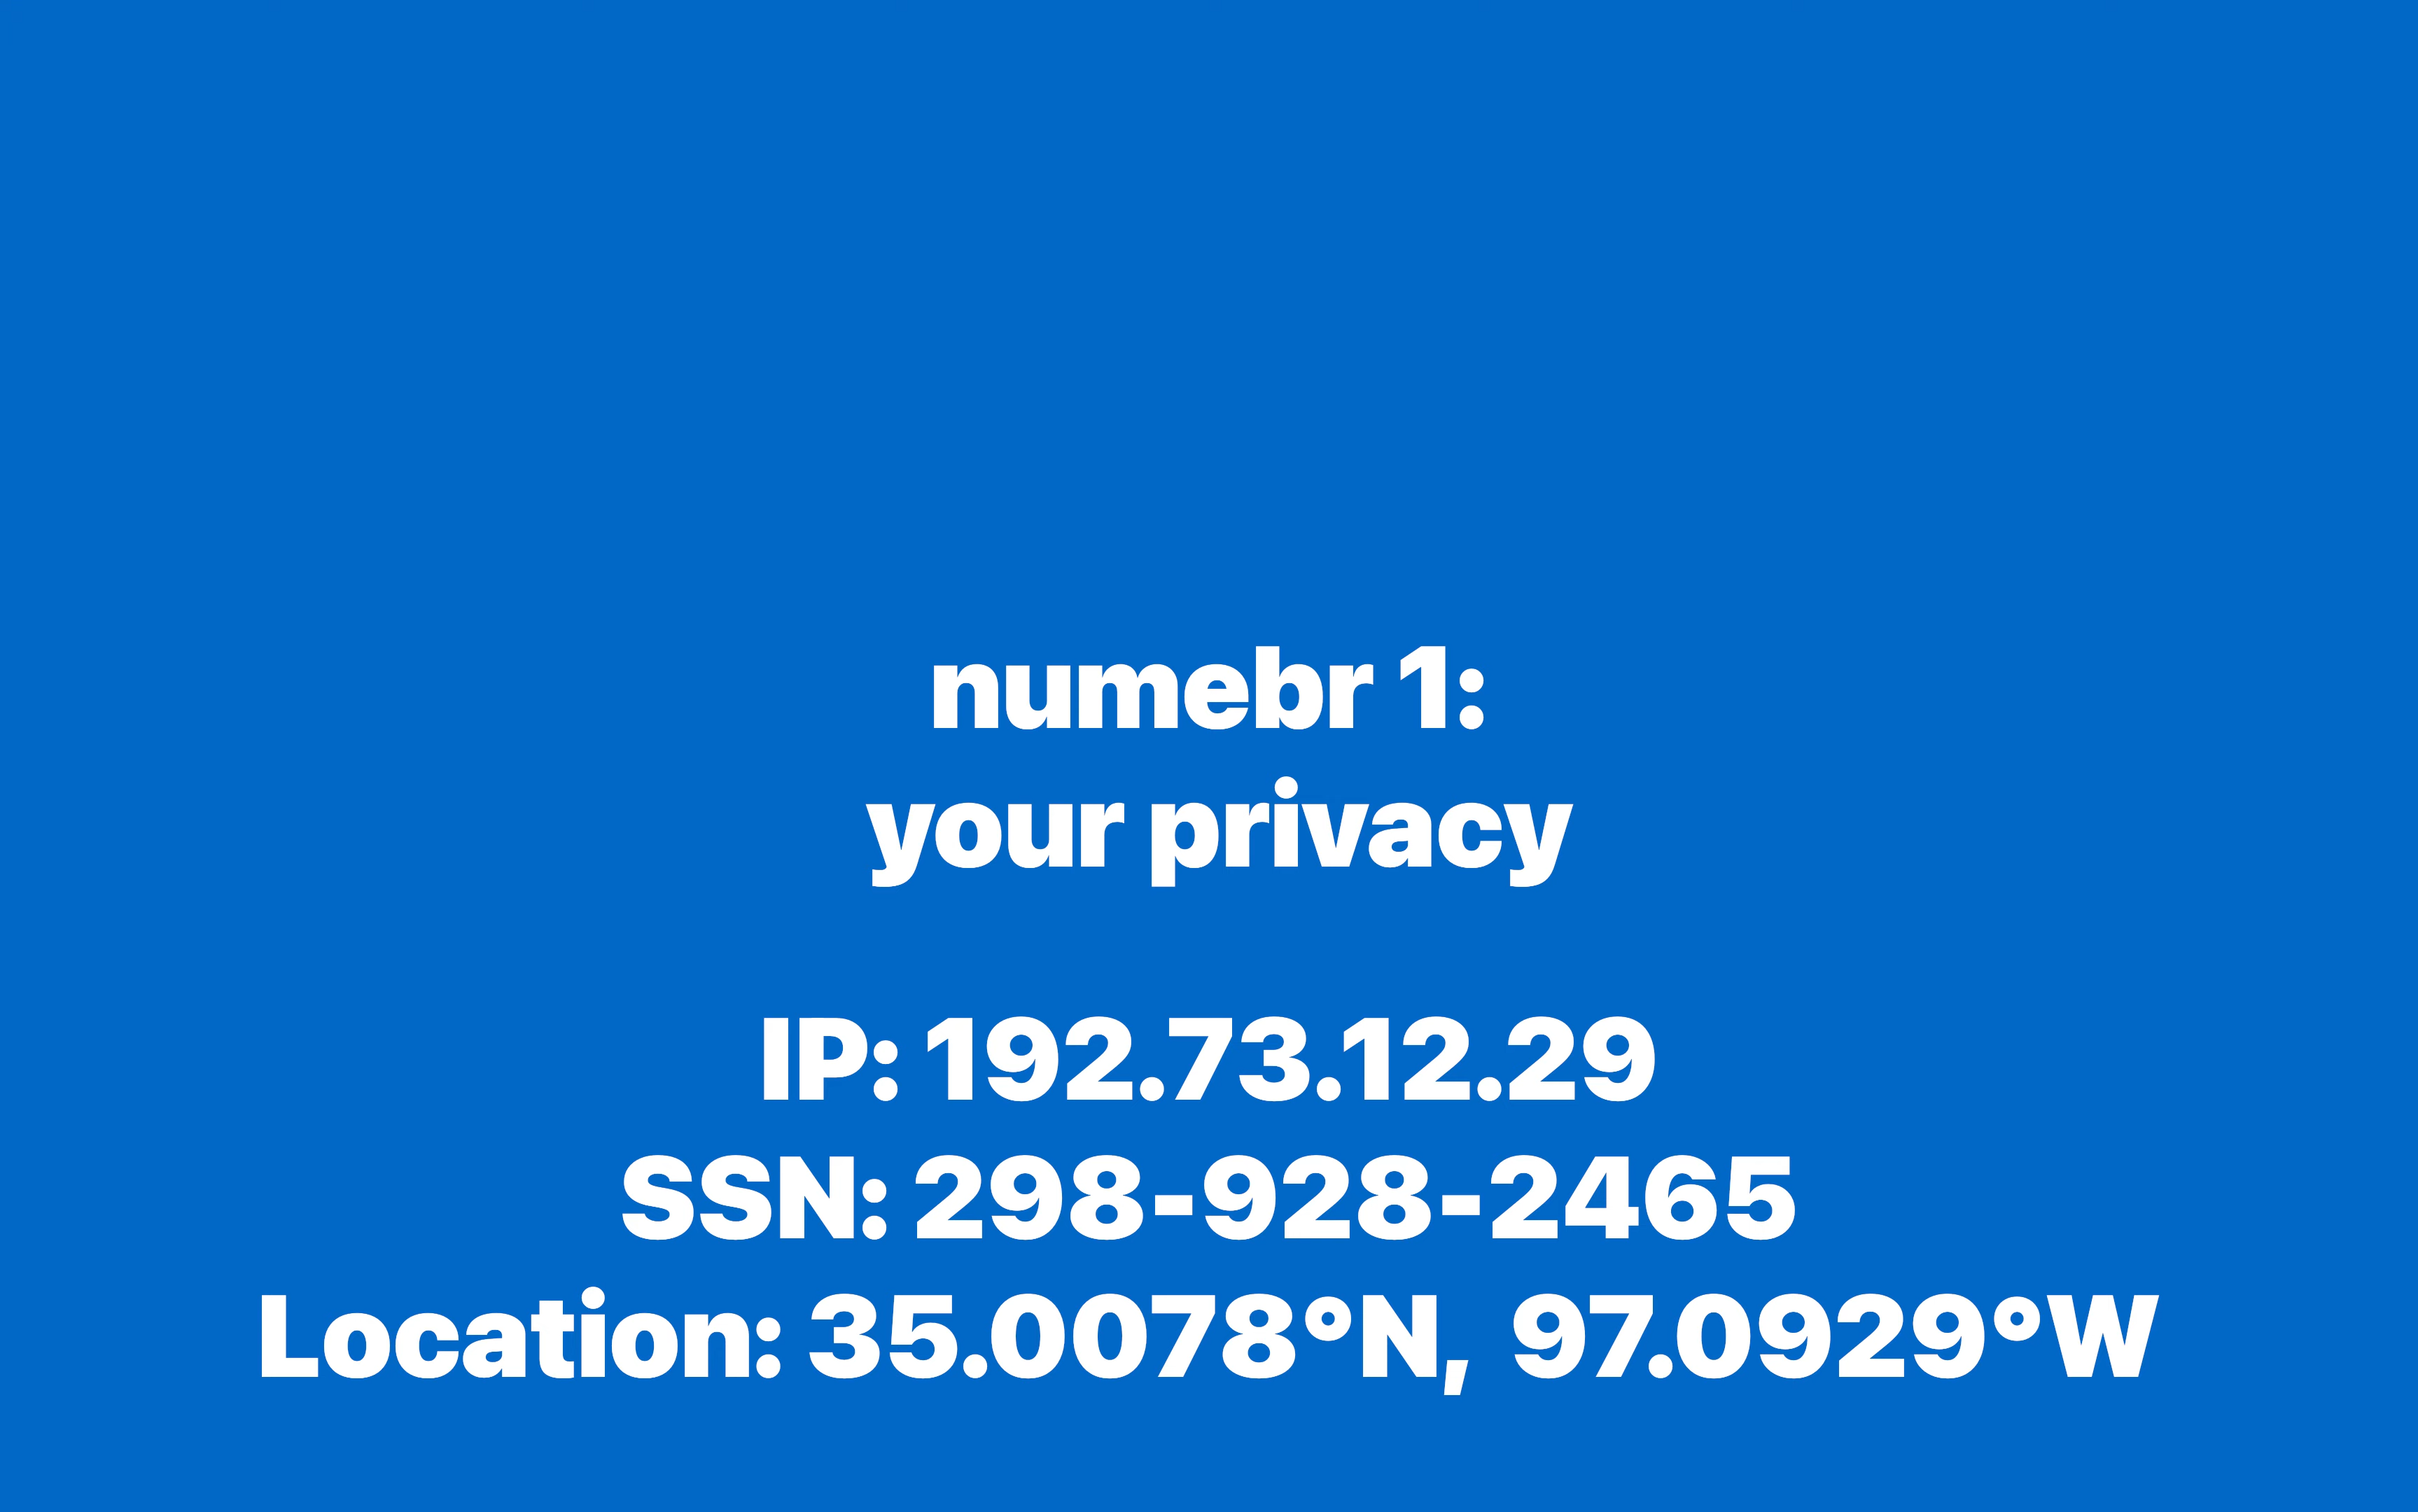 numebr 1:
your privacy
IP: 192.73.12.29
SSN: 298-928-2465
Location: 35.0078° N, 97.0929° W